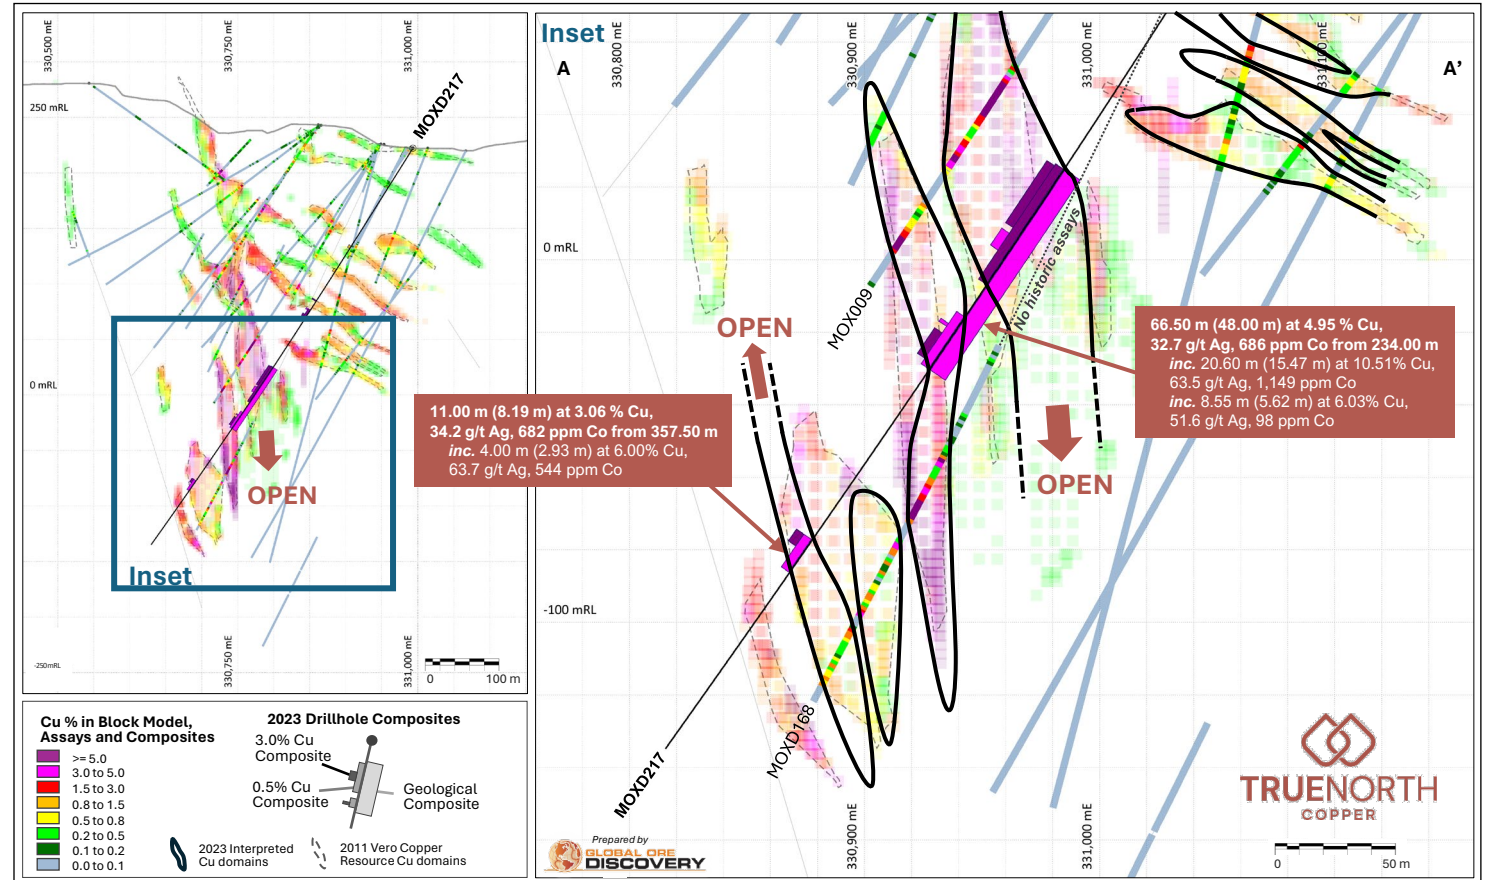 330,500 mE
330,750 mE
331,000 mE
MOXD217
250 mRL
0 mRL
OPEN
Inset
-250mRL
330,750 mE
331,000 mE
0 100 m
Cu % in Block Model,
Assays and Composites
>= 5.0
3.0 to 5.0
1.5 to 3.0
0.8 to 1.5
0.5 to 0.8
0.2 to 0.5
0.1 to 0.2
0.0 to 0.1
2023 Drillhole Composites
3.0% Cu
Composite
0.5% Cu
Composite
Geological
Composite
2023 Interpreted
Cu domains
2011 Vero Copper
Resource Cu domains
Inset
A
A'
330,800 mE
330,900 mE
331,000 mE
331,100 mE
0 mRL
-100 mRL
MOX009
No historic assays
OPEN
OPEN
66.50 m (48.00 m) at 4.95 % Cu,
32.7 g/t Ag, 686 ppm Co from 234.00 m
inc. 20.60 m (15.47 m) at 10.51% Cu,
63.5 g/t Ag, 1,149 ppm Co
inc. 8.55 m (5.62 m) at 6.03% Cu,
51.6 g/t Ag, 98 ppm Co
11.00 m (8.19 m) at 3.06 % Cu,
34.2 g/t Ag, 682 ppm Co from 357.50 m
inc. 4.00 m (2.93 m) at 6.00% Cu,
63.7 g/t Ag, 544 ppm Co
MOXD217
MOXD168
330,900 mE
331,000 mE
Prepared by
GLOBAL ORE
DISCOVERY
TRUENORTH
COPPER
0 50 m